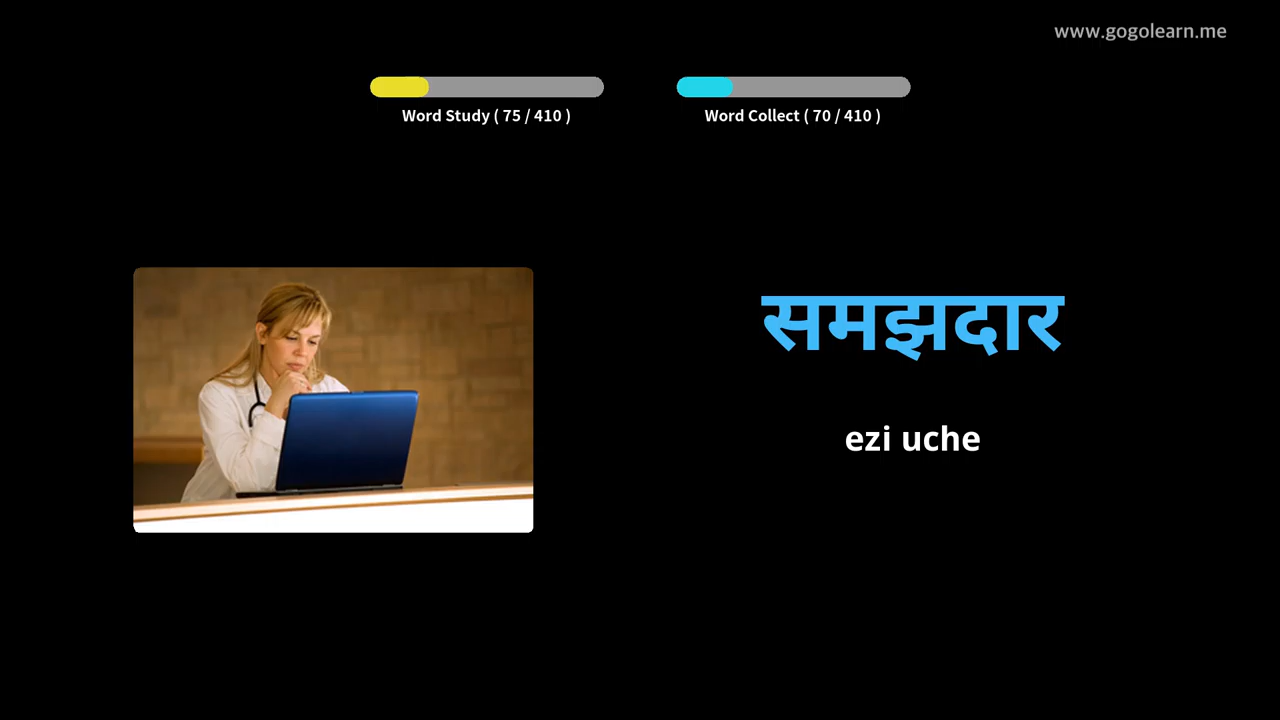 www.gogolearn.me
Word Study ( 75 / 410 )
Word Collect ( 70 / 410 )
समझदार
ezi uche